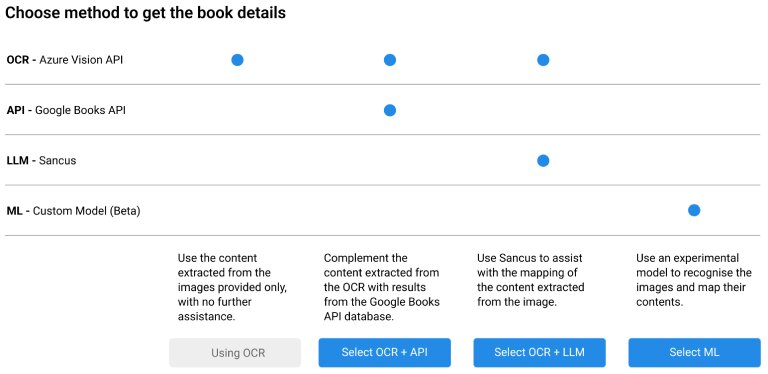 Choose method to get the book details
OCR - Azure Vision API
API - Google Books API
LLM - Sancus
ML - Custom Model (Beta)
Use the content
extracted from the
images provided only,
with no further
assistance.
Complement the
content extracted from
the OCR with results
from the Google Books
API database.
Use Sancus to assist
with the mapping of
the content extracted
from the image.
Use an experimental
model to recognise the
images and map their
contents.
Using OCR
Select OCR + API
Select OCR + LLM
Select ML